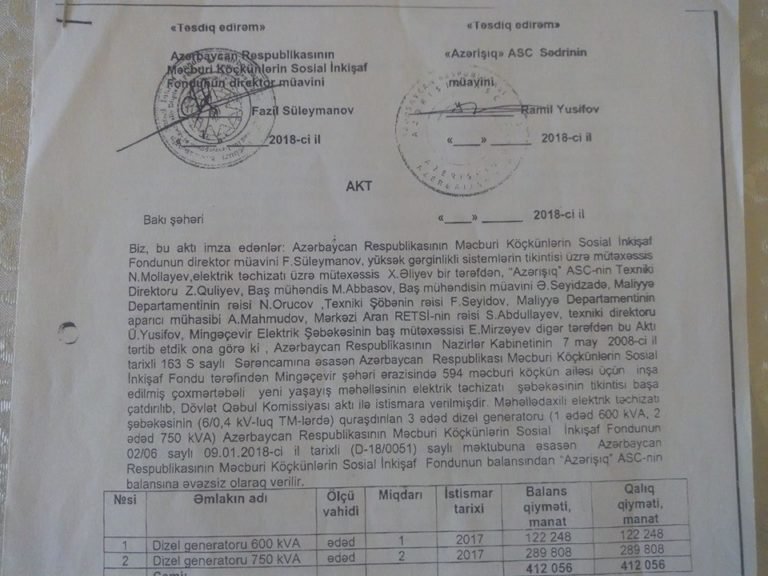 «Təsdiq edirəm»
Azərbaycan Respublikasının
Məcburi Köçkünlərin Sosial İnkişaf
Fondunun direktor müavini
Fazil Süleymanov
2018-ci il
«Təsdiq edirəm»
«Azərişıq» ASC Sədrinin
müavini
Ramil Yusifov
«___» ______ 2018-ci il
AKT
Bakı şəhəri
«___» ______ 2018-ci il
Biz, bu aktı imza edənlər: Azərbaycan Respublikasının Məcburi Köçkünlərin Sosial İnkişaf
Fondunun direktor müavini F.Süleymanov, yüksək gərginlikli sistemlərin tikintisi üzrə mütəxəssis
N.Mollayev,elektrik təchizatı üzrə mütəxəssis X.Əliyev bir tərəfdən, "Azərişıq" ASC-nin Texniki
Direktoru Z.Quliyev, Baş mühəndis M.Abbasov, Baş mühəndisin müavini Ə.Seyidzadə, Maliyyə
Departamentinin rəisi N.Orucov ,Texniki Şöbənin rəisi F.Seyidov, Maliyyə Departamentinin
aparıcı mühasibi A.Mahmudov, Mərkəzi Aran RETSİ-nin rəisi S.Abdullayev, texniki direktoru
Ü.Yusifov, Mingəçevir Elektrik Şəbəkəsinin baş mütəxəssisi E.Mirzəyev digər tərəfdən bu Aktı
tərtib etdik ona görə ki , Azərbaycan Respublikasının Nazirlər Kabinetinin 7 may 2008-ci il
tarixli 163 S saylı Sərəncamına əsasən Azərbaycan Respublikası Məcburi Köçkünlərin Sosial
İnkişaf Fondu tərəfindən Mingəçevir şəhəri ərazisində 594 məcburi köçkün ailəsi üçün inşa
edilmiş çoxmərtəbəli yeni yaşayış məhəlləsinin elektrik təchizatı şəbəkəsinin tikintisi başa
çatdırılıb, Dövlət Qəbul Komissiyası aktı ilə istismara verilmişdir. Məhəllədaxili elektrik təchizatı
şəbəkəsinin (6/0,4 kV-luq TM-lərdə) quraşdırılan 3 ədəd dizel generatoru (1 ədəd 600 kVA, 2
ədəd 750 kVA) Azərbaycan Respublikasının Məcburi Köçkünlərin Sosial İnkişaf Fondunun
02/06 saylı 09.01.2018-ci il tarixli (D-18/0051) saylı məktubuna əsasən Azərbaycan
Respublikasının Məcburi Köçkünlərin Sosial İnkişaf Fondunun balansından "Azərişıq" ASC-nin
balansına əvəzsiz olaraq verilir.
№si Əmlakın adı Ölçü vahidi Miqdarı İstismar tarixi Balans qiyməti, manat Qalıq qiyməti, manat
1 Dizel generatoru 600 kVA ədəd 1 2017 122 248 122 248
2 Dizel generatoru 750 kVA ədəd 2 2017 289 808 289 808
412 056 412 056